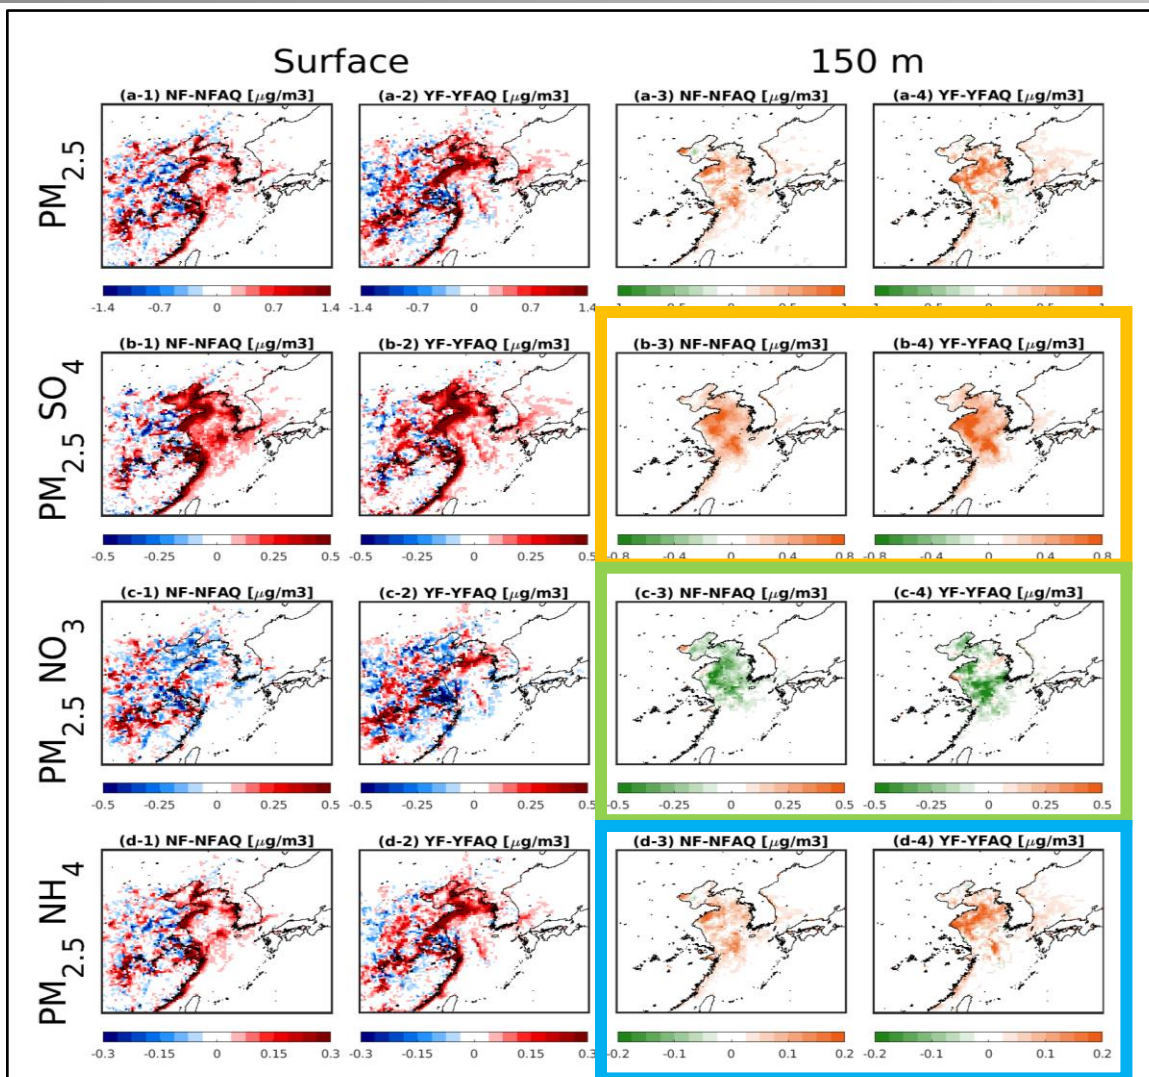 Surface 150 m
(a-1) NF-NFAQ [μg/m3] (a-2) YF-YFAQ [μg/m3] (a-3) NF-NFAQ [μg/m3] (a-4) YF-YFAQ [μg/m3]
PM2.5
-1.4 -0.7 0 0.7 1.4 -1.4 -0.7 0 0.7 1.4 0 0
(b-1) NF-NFAQ [μg/m3] (b-2) YF-YFAQ [μg/m3] (b-3) NF-NFAQ [μg/m3] (b-4) YF-YFAQ [μg/m3]
PM2.5 SO4
-0.5 -0.25 0 0.25 0.5 -0.5 -0.25 0 0.25 0.5 -0.8 -0.4 0 0.4 0.8 -0.8 -0.4 0 0.4 0.8
(c-1) NF-NFAQ [μg/m3] (c-2) YF-YFAQ [μg/m3] (c-3) NF-NFAQ [μg/m3] (c-4) YF-YFAQ [μg/m3]
PM2.5 NO3
-0.5 -0.25 0 0.25 0.5 -0.5 -0.25 0 0.25 0.5 -0.5 -0.25 0 0.25 0.5 -0.5 -0.25 0 0.25 0.5
(d-1) NF-NFAQ [μg/m3] (d-2) YF-YFAQ [μg/m3] (d-3) NF-NFAQ [μg/m3] (d-4) YF-YFAQ [μg/m3]
PM2.5 NH4
-0.3 -0.15 0 0.15 0.3 -0.3 -0.15 0 0.15 0.3 -0.2 -0.1 0 0.1 0.2 -0.2 -0.1 0 0.1 0.2